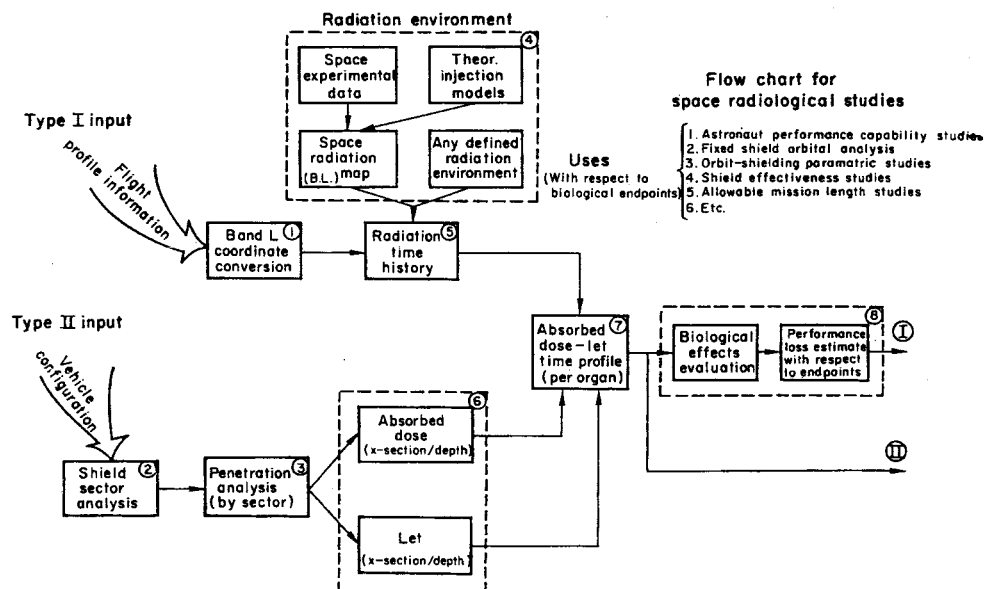 Radiation environment
④
Space
experimental
data
Theor.
injection
models
Space
radiation
(B.L.) map
Any defined
radiation
environment
Flow chart for
space radiological studies
Uses
(With respect to
biological endpoints)
1. Astronaut performance capability studies
2. Fixed shield orbital analysis
3. Orbit-shielding paramatric studies
4. Shield effectiveness studies
5. Allowable mission length studies
6. Etc.
Type I input
Flight
profile information
①
Band L
coordinate
conversion
⑤
Radiation
time
history
Type II input
Vehicle
configuration
②
Shield
sector
analysis
③
Penetration
analysis
(by sector)
⑥
Absorbed
dose
(x-section/depth)
Let
(x-section/depth)
⑦
Absorbed
dose-let
time profile
(per organ)
⑧
Biological
effects
evaluation
Performance
loss estimate
with respect
to endpoints
Ⓘ
II